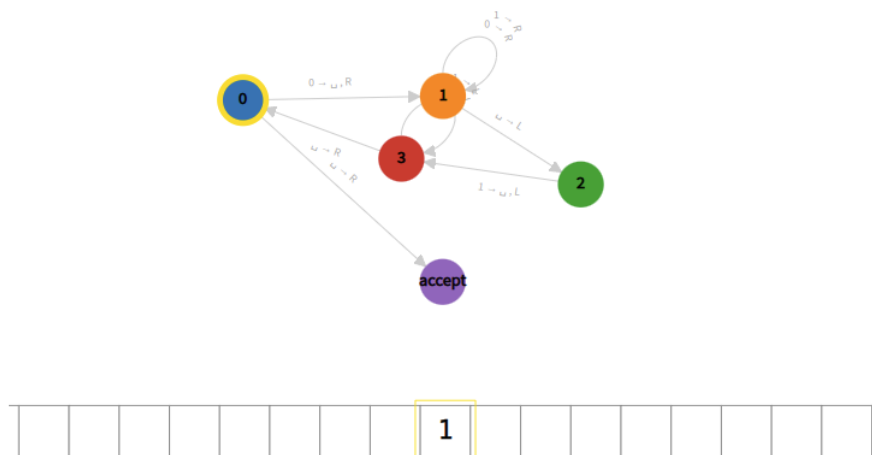 1 → R
0 → R
0 → ␣,R
0
1
␣ → L
3
␣ → R
␣ → R
2
1 → ␣,L
accept
1